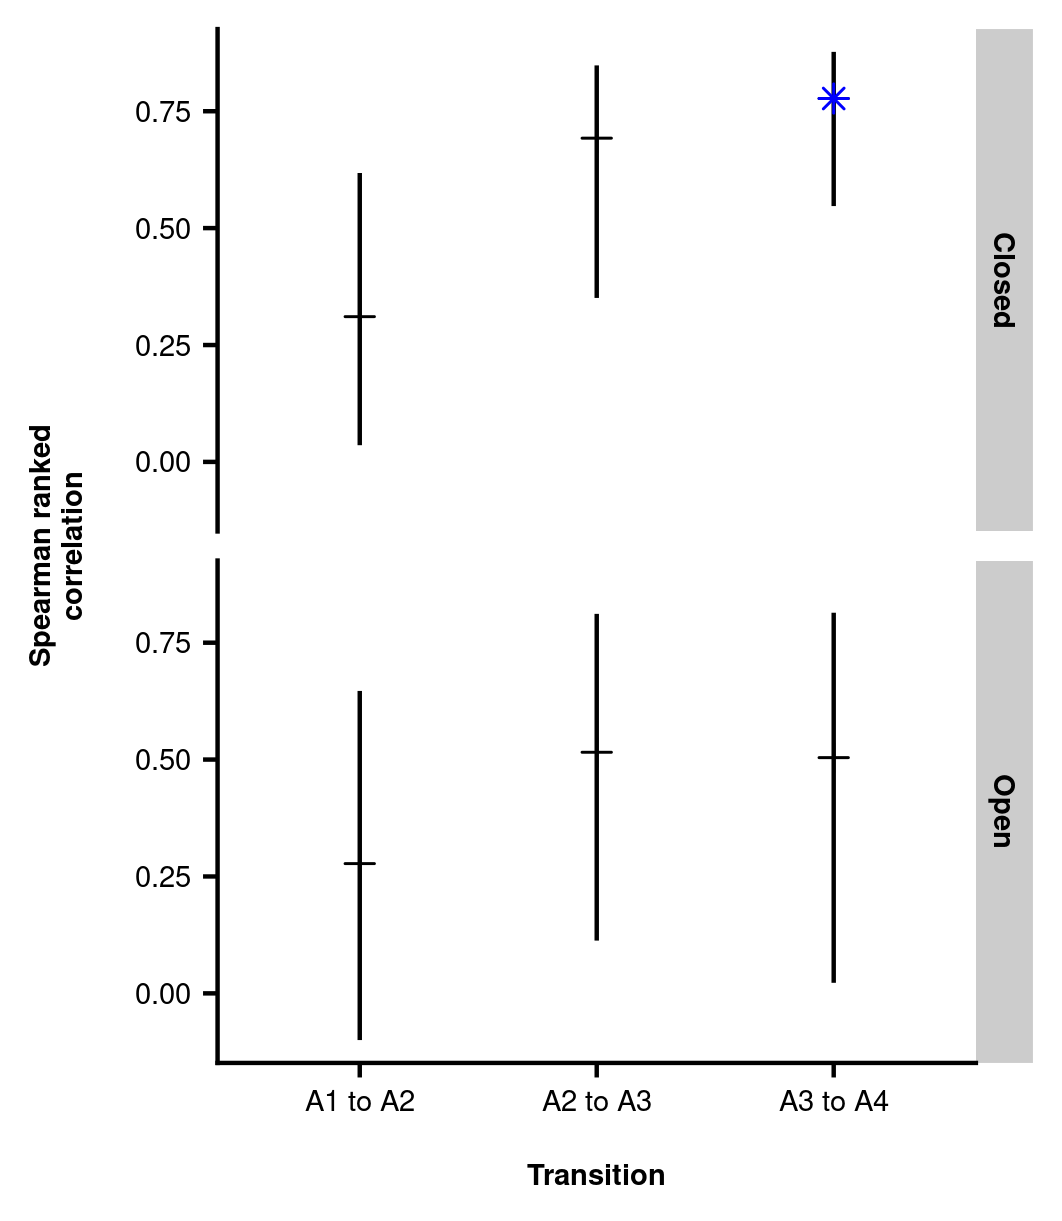 Spearman ranked
correlation
0.75
0.50
0.25
0.00
Closed
0.75
0.50
0.25
0.00
Open
A1 to A2
A2 to A3
A3 to A4
Transition